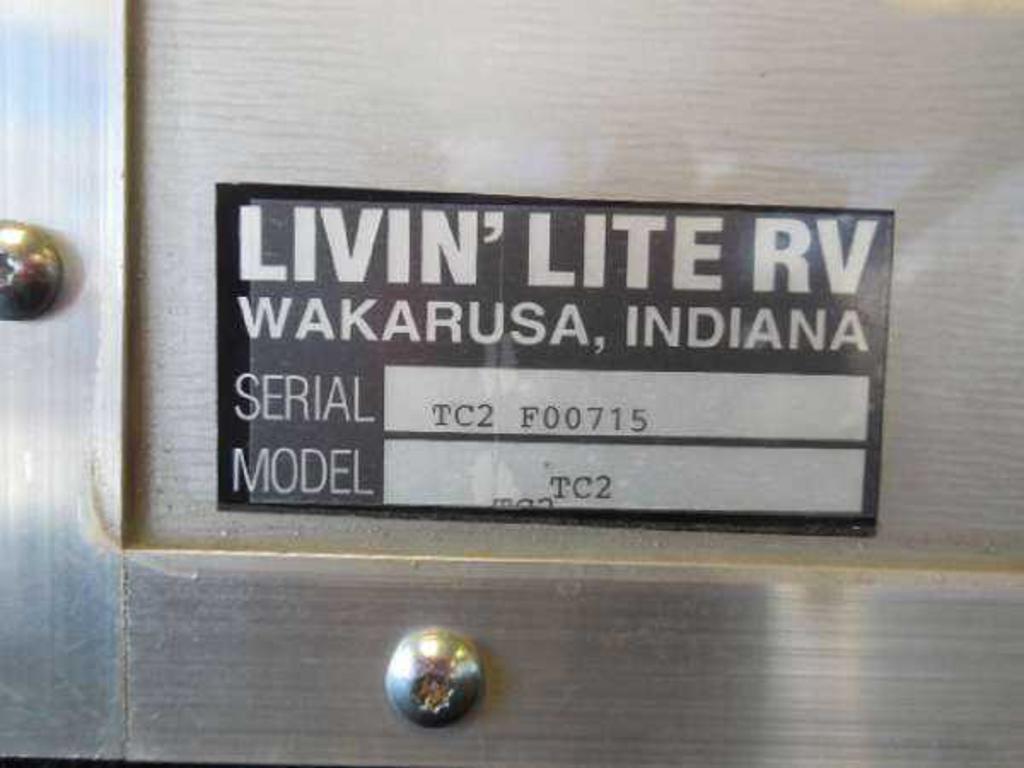 LIVIN' LITE RV
WAKARUSA, INDIANA
SERIAL TC2 F00715
MODEL TC2